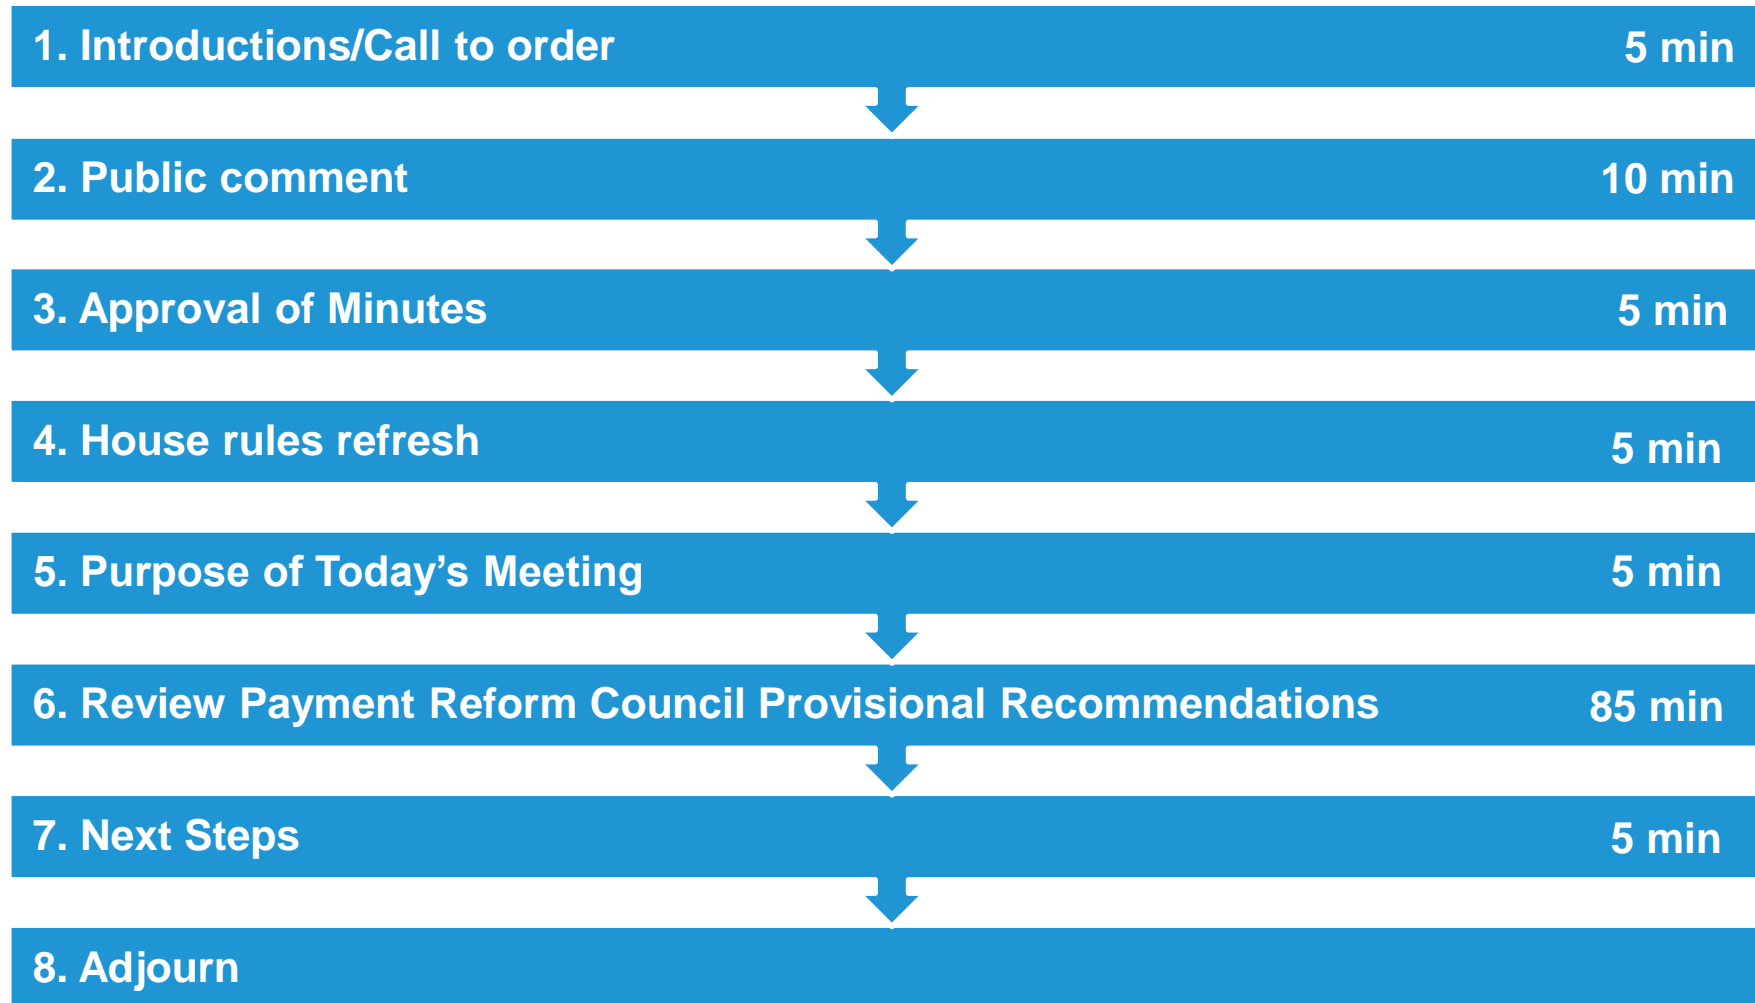 1. Introductions/Call to order 5 min
2. Public comment 10 min
3. Approval of Minutes 5 min
4. House rules refresh 5 min
5. Purpose of Today’s Meeting 5 min
6. Review Payment Reform Council Provisional Recommendations 85 min
7. Next Steps 5 min
8. Adjourn